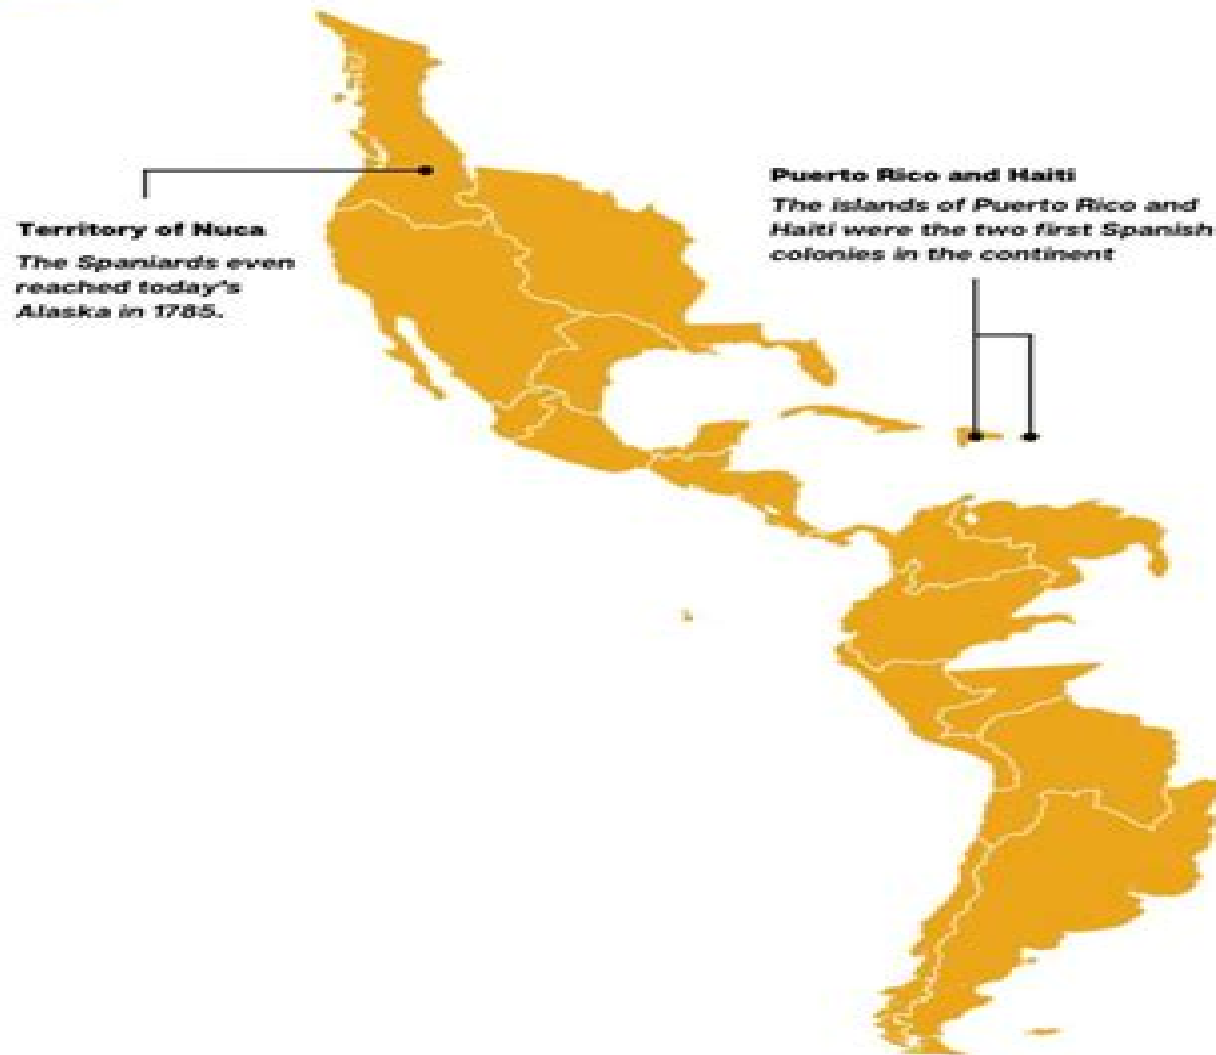 Territory of Nuca
The Spaniards even
reached today's
Alaska in 1785.
Puerto Rico and Haiti
The islands of Puerto Rico and
Haiti were the two first Spanish
colonies in the continent